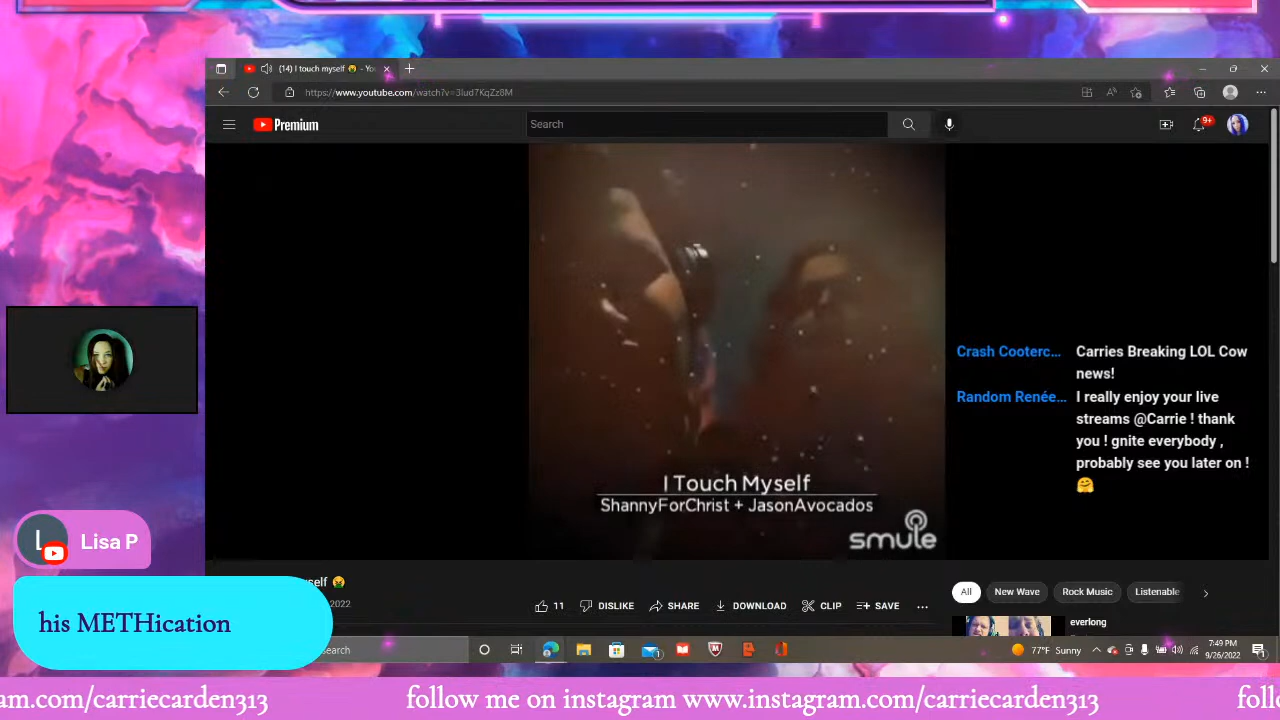 (14) I touch myself 🤮 - Yo
https://www.youtube.com/watch?v=3lud7KqZz8M
Premium
Search
9+
Crash Cooterc...
Carries Breaking LOL Cow
news!
Random Renée...
I really enjoy your live
streams @Carrie ! thank
you ! gnite everybody ,
probably see you later on !
🤗
I Touch Myself
ShannyForChrist + JasonAvocados
smule
self 🤮
2022
11
DISLIKE
SHARE
DOWNLOAD
CLIP
SAVE
All
New Wave
Rock Music
Listenable
everlong
L
Lisa P
his METHication
search
77°F Sunny
7:49 PM
9/26/2022
am.com/carriecarden313
follow me on instagram www.instagram.com/carriecarden313
foll